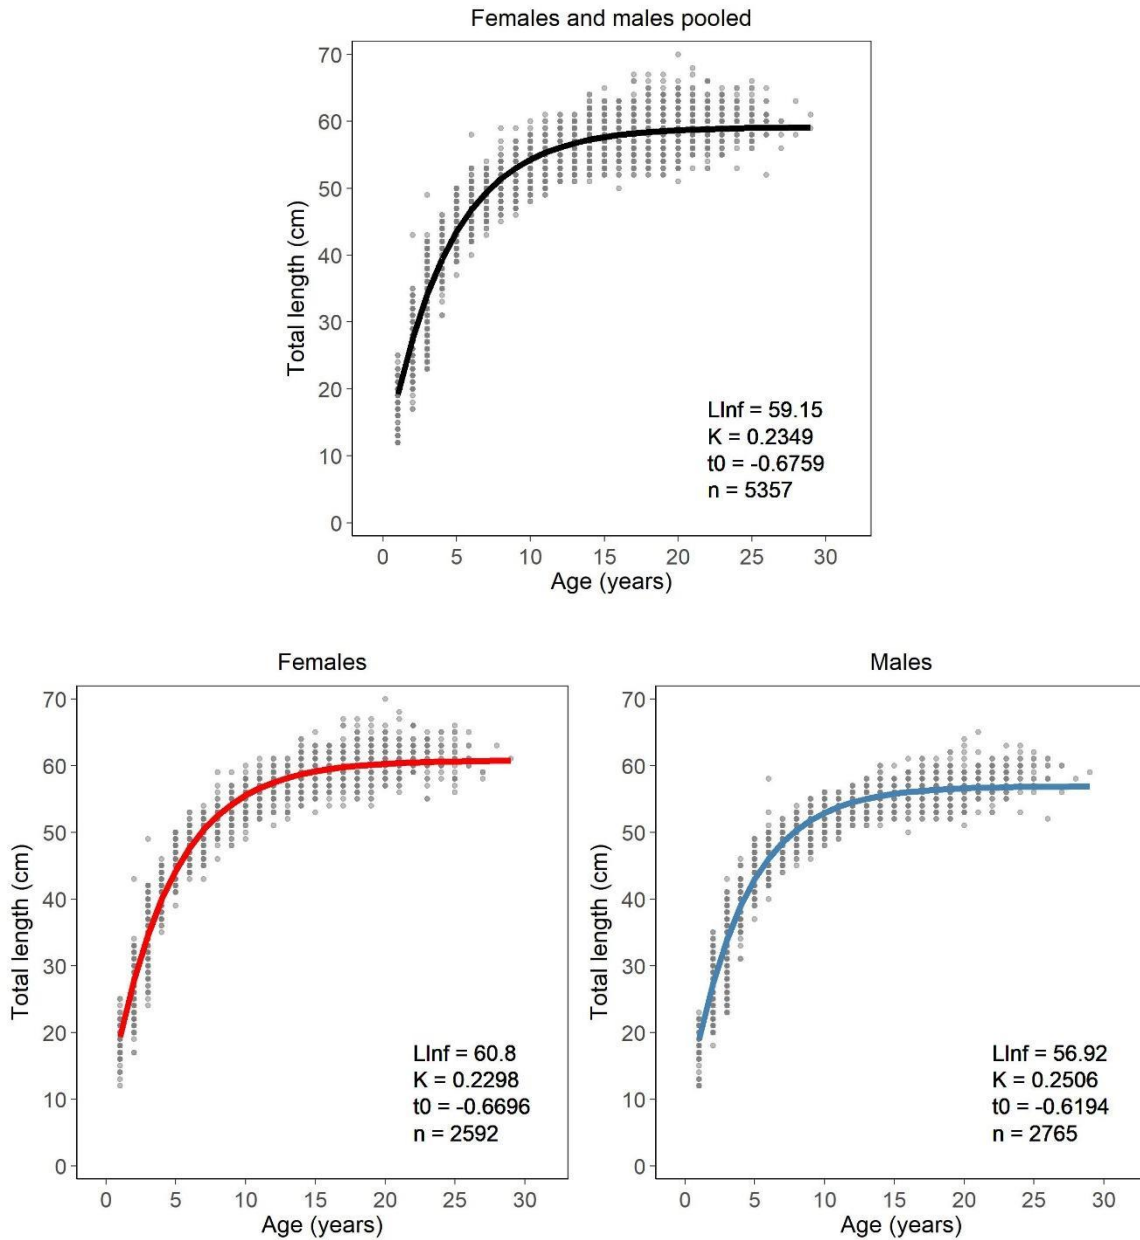 Females and males pooled
70
60
50
40
30
20
10
0
Total length (cm)
LInf = 59.15
K = 0.2349
t0 = -0.6759
n = 5357
0 5 10 15 20 25 30
Age (years)
Females
70
60
50
40
30
20
10
0
Total length (cm)
LInf = 60.8
K = 0.2298
t0 = -0.6696
n = 2592
0 5 10 15 20 25 30
Age (years)
Males
70
60
50
40
30
20
10
0
Total length (cm)
LInf = 56.92
K = 0.2506
t0 = -0.6194
n = 2765
0 5 10 15 20 25 30
Age (years)